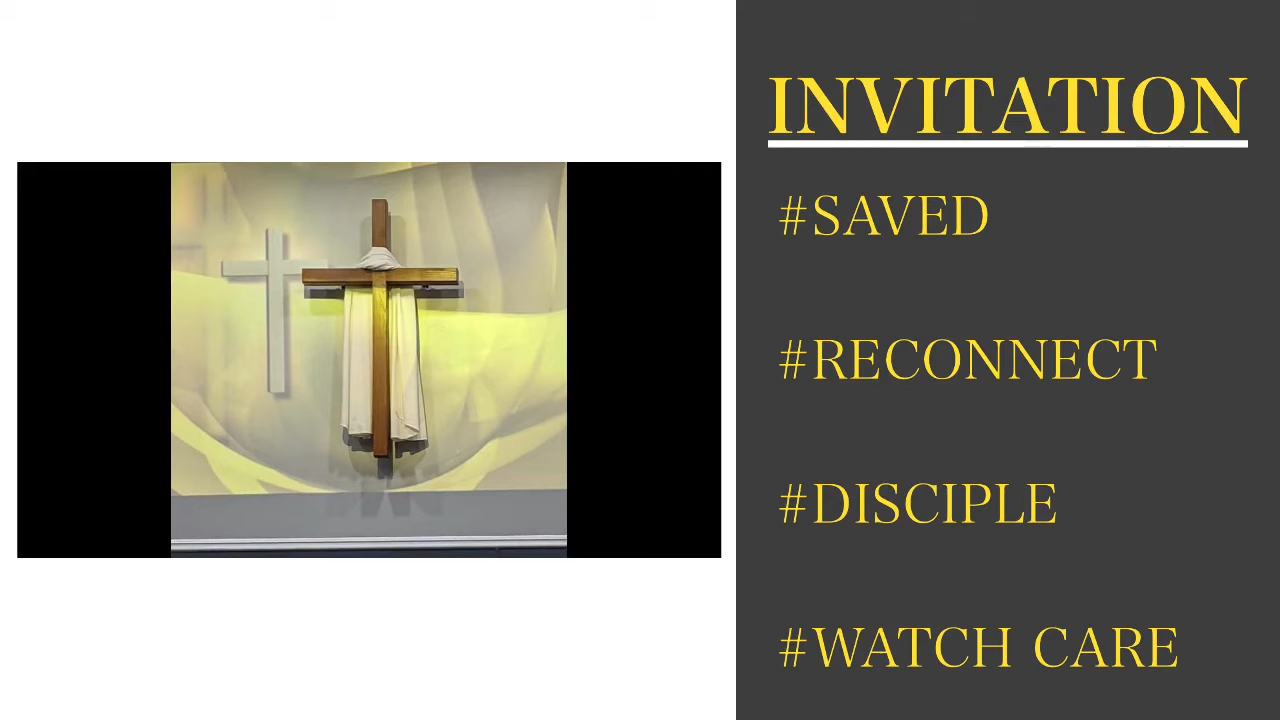 INVITATION
#SAVED
#RECONNECT
#DISCIPLE
#WATCH CARE